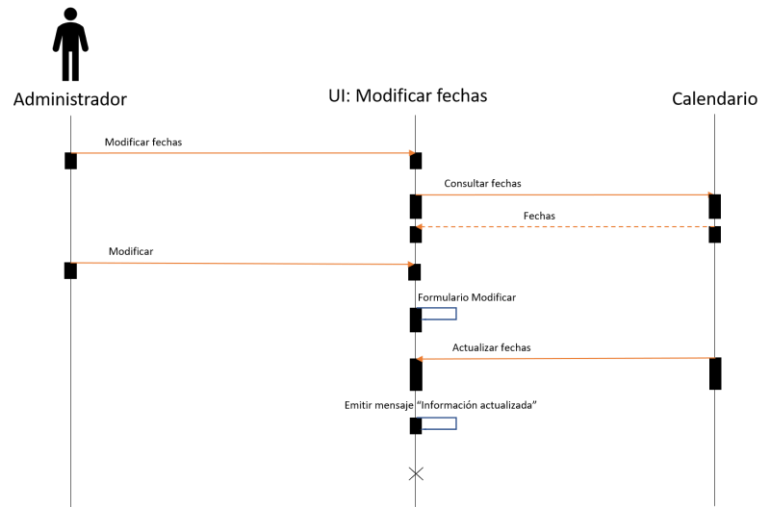 Administrador
UI: Modificar fechas
Calendario
Modificar fechas
Consultar fechas
Fechas
Modificar
Formulario Modificar
Actualizar fechas
Emitir mensaje “Información actualizada”